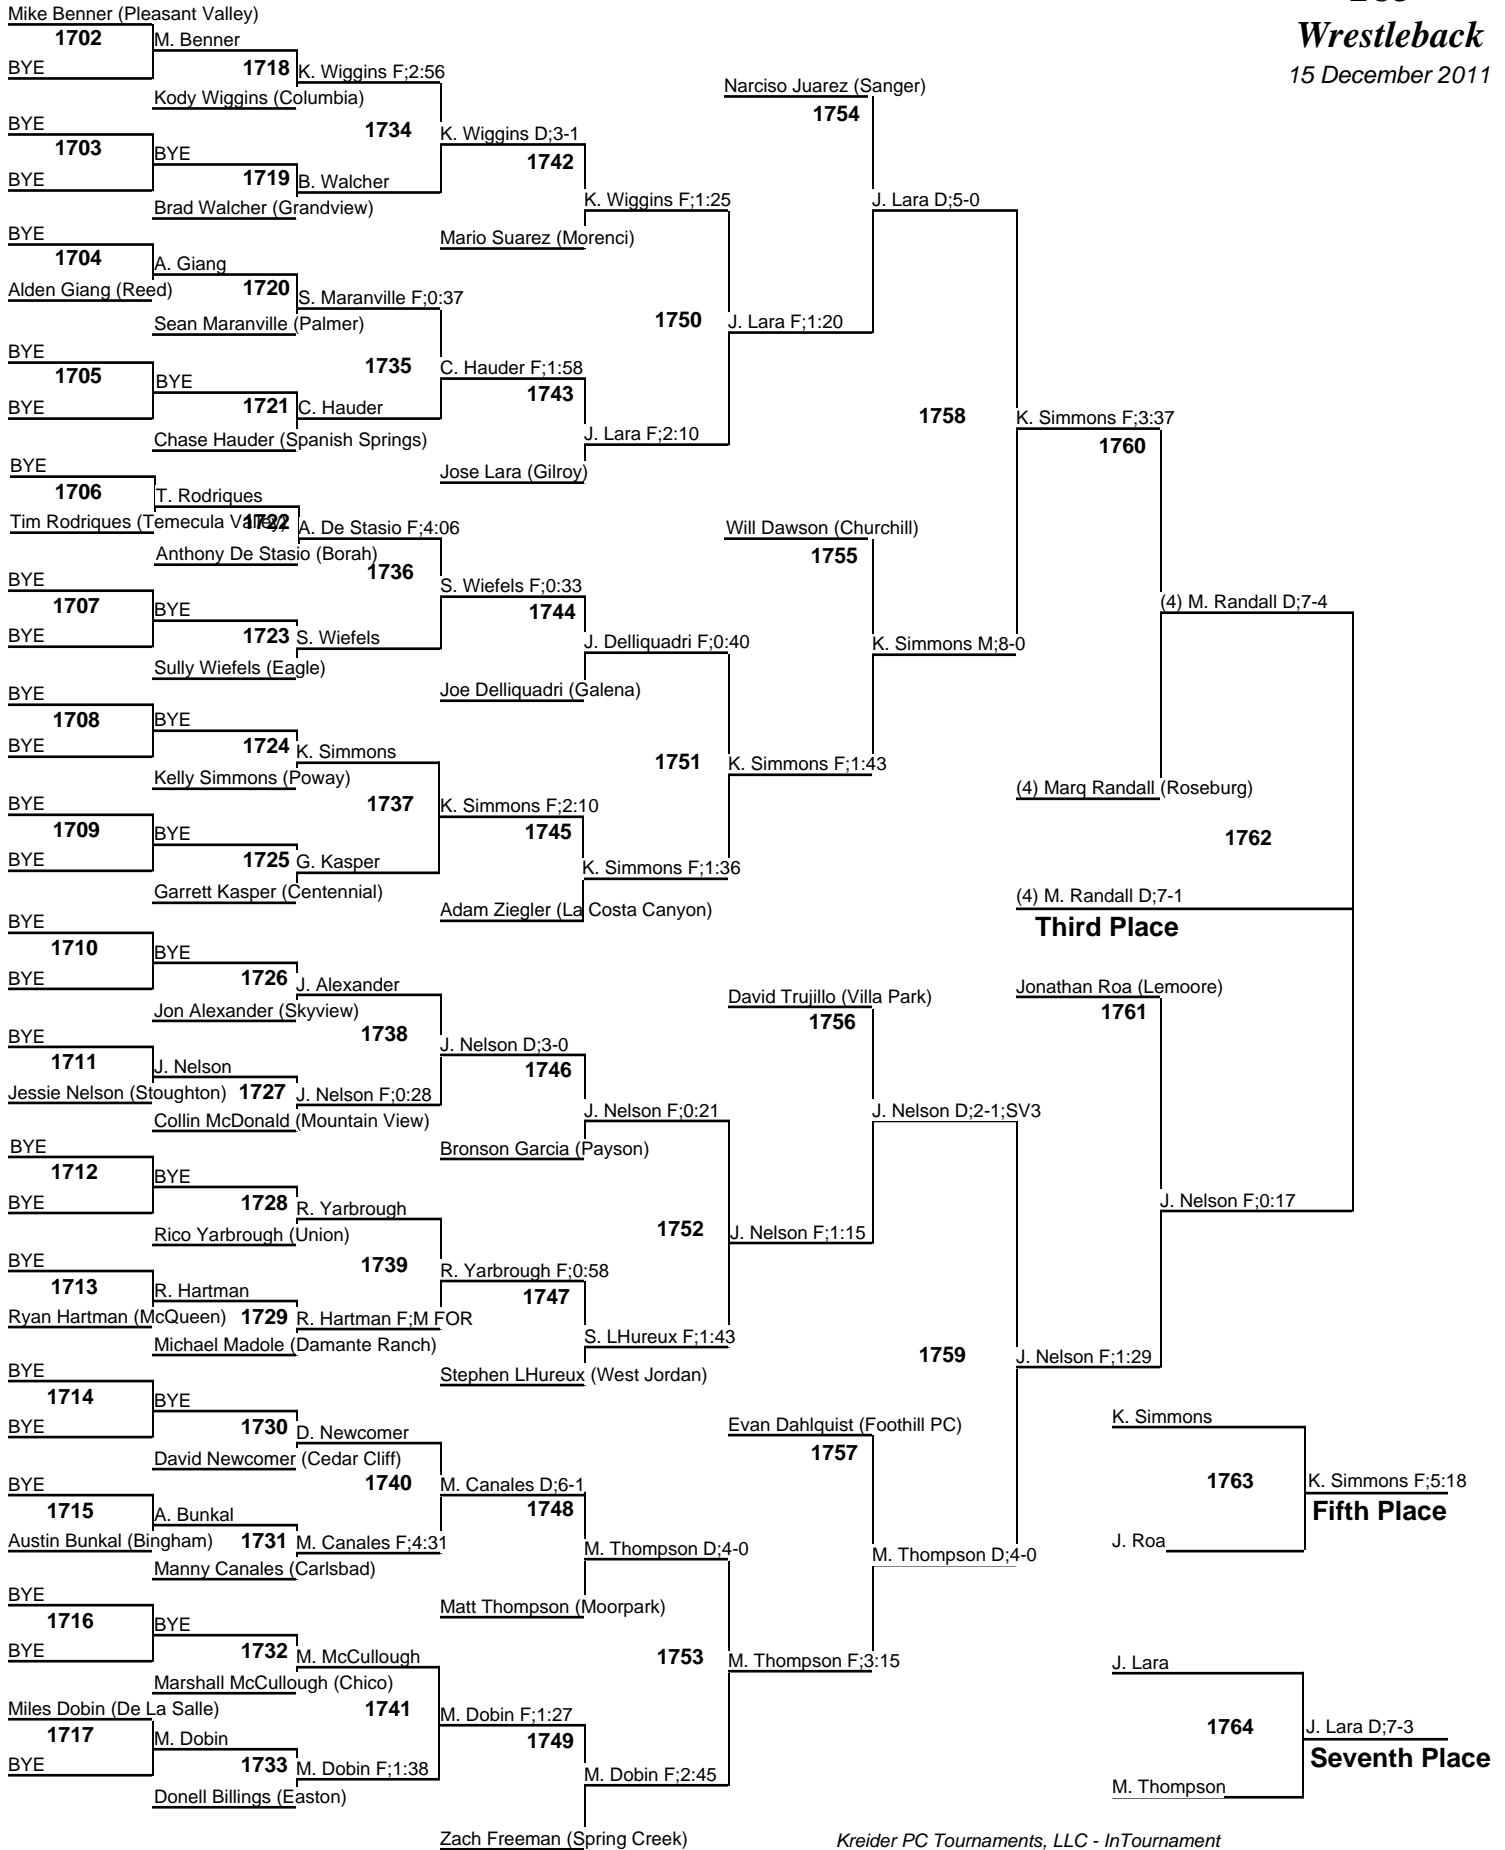 Wrestleback
15 December 2011
Mike Benner (Pleasant Valley)
1702
M. Benner
BYE
1718
K. Wiggins F;2:56
Kody Wiggins (Columbia)
BYE
1734
K. Wiggins D;3-1
1703
BYE
1742
BYE
1719
B. Walcher
Brad Walcher (Grandview)
K. Wiggins F;1:25
Mario Suarez (Morenci)
BYE
1704
A. Giang
Alden Giang (Reed)
1720
S. Maranville F;0:37
Sean Maranville (Palmer)
1750
J. Lara F;1:20
BYE
1735
C. Hauder F;1:58
1705
BYE
1743
BYE
1721
C. Hauder
Chase Hauder (Spanish Springs)
J. Lara F;2:10
Jose Lara (Gilroy)
Narciso Juarez (Sanger)
1754
J. Lara D;5-0
1758
K. Simmons F;3:37
1760
BYE
1706
T. Rodriques
Tim Rodriques (Temecula Valley)
1722
A. De Stasio F;4:06
Anthony De Stasio (Borah)
1736
BYE
S. Wiefels F;0:33
1707
BYE
1744
BYE
1723
S. Wiefels
J. Delliquadri F;0:40
Sully Wiefels (Eagle)
Joe Delliquadri (Galena)
Will Dawson (Churchill)
1755
K. Simmons M;8-0
(4) M. Randall D;7-4
BYE
1708
BYE
BYE
1724
K. Simmons
Kelly Simmons (Poway)
1751
K. Simmons F;1:43
BYE
1737
K. Simmons F;2:10
1709
BYE
1745
BYE
1725
G. Kasper
K. Simmons F;1:36
Garrett Kasper (Centennial)
Adam Ziegler (La Costa Canyon)
(4) Marq Randall (Roseburg)
1762
(4) M. Randall D;7-1
Third Place
BYE
1710
BYE
BYE
1726
J. Alexander
Jon Alexander (Skyview)
1738
J. Nelson D;3-0
BYE
1711
J. Nelson
1746
Jessie Nelson (Stoughton)
1727
J. Nelson F;0:28
Collin McDonald (Mountain View)
J. Nelson F;0:21
Bronson Garcia (Payson)
David Trujillo (Villa Park)
1756
J. Nelson D;2-1;SV3
Jonathan Roa (Lemoore)
1761
J. Nelson F;0:17
BYE
1712
BYE
BYE
1728
R. Yarbrough
Rico Yarbrough (Union)
1752
J. Nelson F;1:15
BYE
1739
R. Yarbrough F;0:58
1713
R. Hartman
1747
Ryan Hartman (McQueen)
1729
R. Hartman F;M FOR
Michael Madole (Damante Ranch)
S. LHureux F;1:43
Stephen LHureux (West Jordan)
1759
J. Nelson F;1:29
BYE
1714
BYE
BYE
1730
D. Newcomer
David Newcomer (Cedar Cliff)
1740
M. Canales D;6-1
BYE
1715
A. Bunkal
1748
Austin Bunkal (Bingham)
1731
M. Canales F;4:31
Manny Canales (Carlsbad)
M. Thompson D;4-0
Matt Thompson (Moorpark)
Evan Dahlquist (Foothill PC)
1757
M. Thompson D;4-0
K. Simmons
1763
K. Simmons F;5:18
Fifth Place
J. Roa
BYE
1716
BYE
BYE
1732
M. McCullough
Marshall McCullough (Chico)
1753
M. Thompson F;3:15
Miles Dobin (De La Salle)
1741
M. Dobin F;1:27
1717
M. Dobin
1749
BYE
1733
M. Dobin F;1:38
M. Dobin F;2:45
Donell Billings (Easton)
Zach Freeman (Spring Creek)
J. Lara
1764
J. Lara D;7-3
Seventh Place
M. Thompson
Kreider PC Tournaments, LLC - InTournament